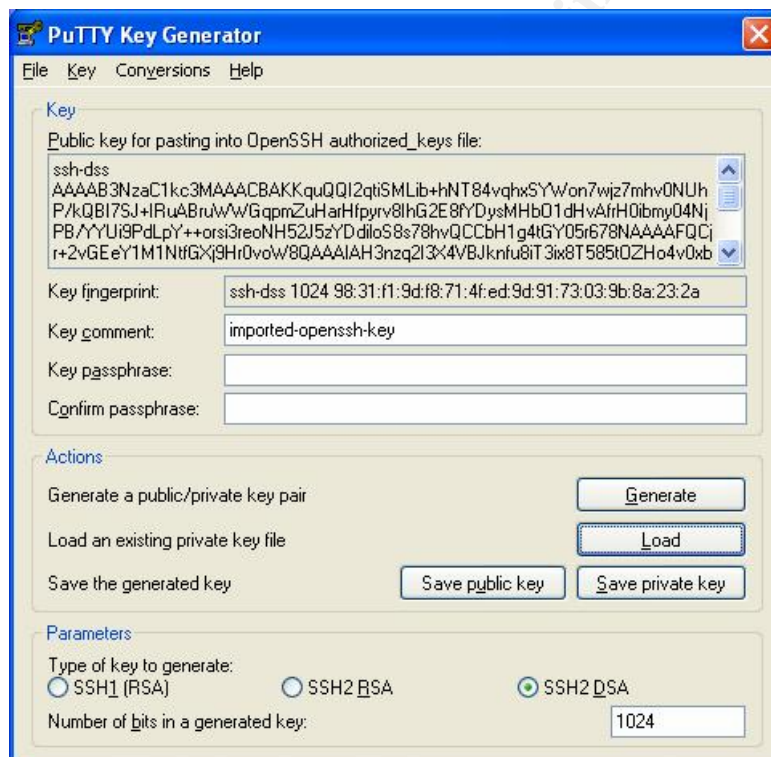 PuTTY Key Generator
File Key Conversions Help
Key
Public key for pasting into OpenSSH authorized_keys file:
ssh-dss
AAAAB3NzaC1kc3MAAACBAKKquQQI2qtiSMLib+hNT84vqhxSYWon7wjz7mhv0NUh
P/kQBI7SJ+IRuABruWWGqpmZuHarHfpyrv8IhG2E8fYDysMHbO1dHvAfrH0ibmy04Nj
PB/YYUi9PdLpY++orsi3reoNH52J5zYDdiloS8s78hvQCCbH1g4tGY05r678NAAAAFQCj
r+2vGEeY1M1NtfGXj9Hr0voW8QAAAIAH3nzq2I3X4VBJknfu8iT3ix8T585tOZHo4v0xb
Key fingerprint: ssh-dss 1024 98:31:f1:9d:f8:71:4f:ed:9d:91:73:03:9b:8a:23:2a
Key comment: imported-openssh-key
Key passphrase:
Confirm passphrase:
Actions
Generate a public/private key pair Generate
Load an existing private key file Load
Save the generated key Save public key Save private key
Parameters
Type of key to generate:
SSH1 (RSA) SSH2 RSA SSH2 DSA
Number of bits in a generated key: 1024